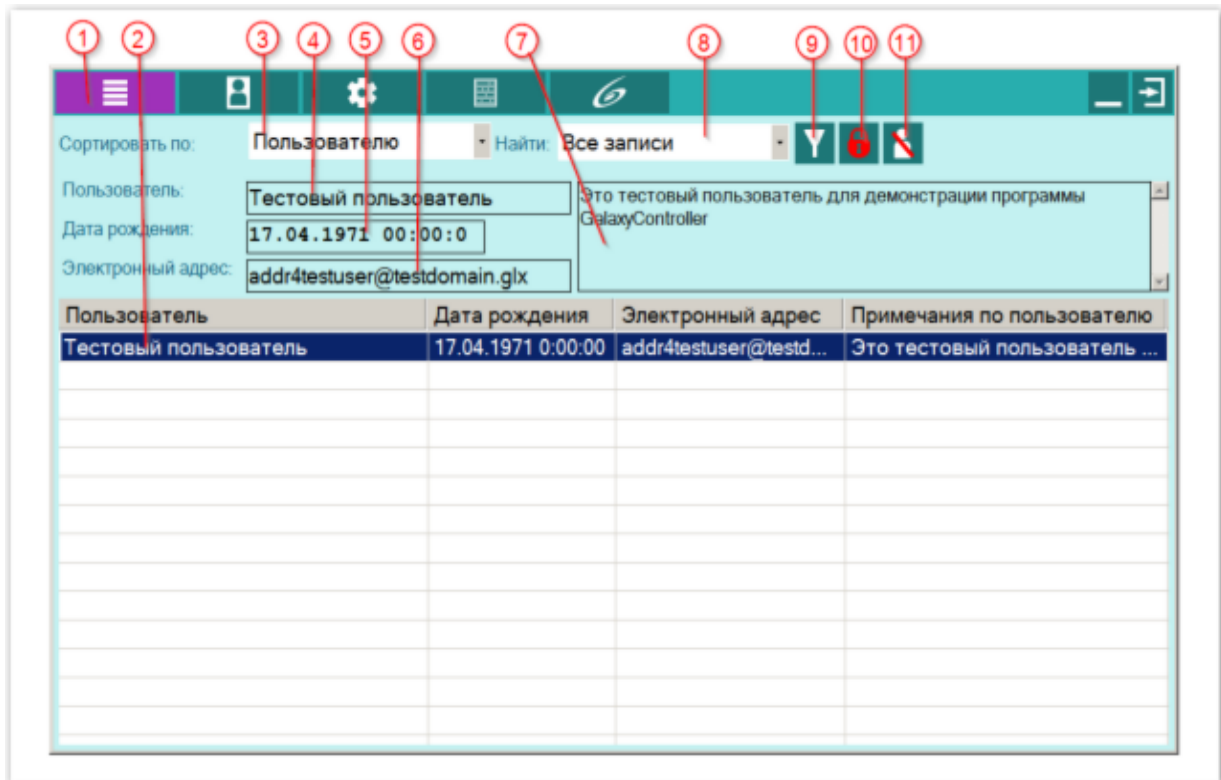 1 2 3 4 5 6 7 8 9 10 11
Сортировать по: Пользователю Найти: Все записи
Пользователь: Тестовый пользователь
Это тестовый пользователь для демонстрации программы
GalaxyController
Дата рождения: 17.04.1971 00:00:0
Электронный адрес: addr4testuser@testdomain.glx
Пользователь Дата рождения Электронный адрес Примечания по пользователю
Тестовый пользователь 17.04.1971 0:00:00 addr4testuser@testd... Это тестовый пользователь ...